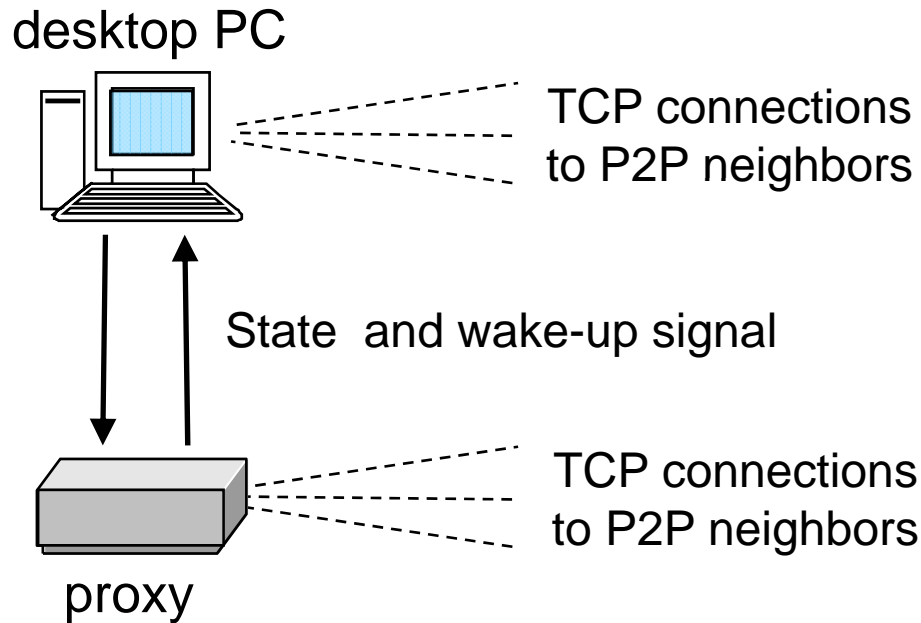 desktop PC
TCP connections
to P2P neighbors
State and wake-up signal
TCP connections
to P2P neighbors
proxy